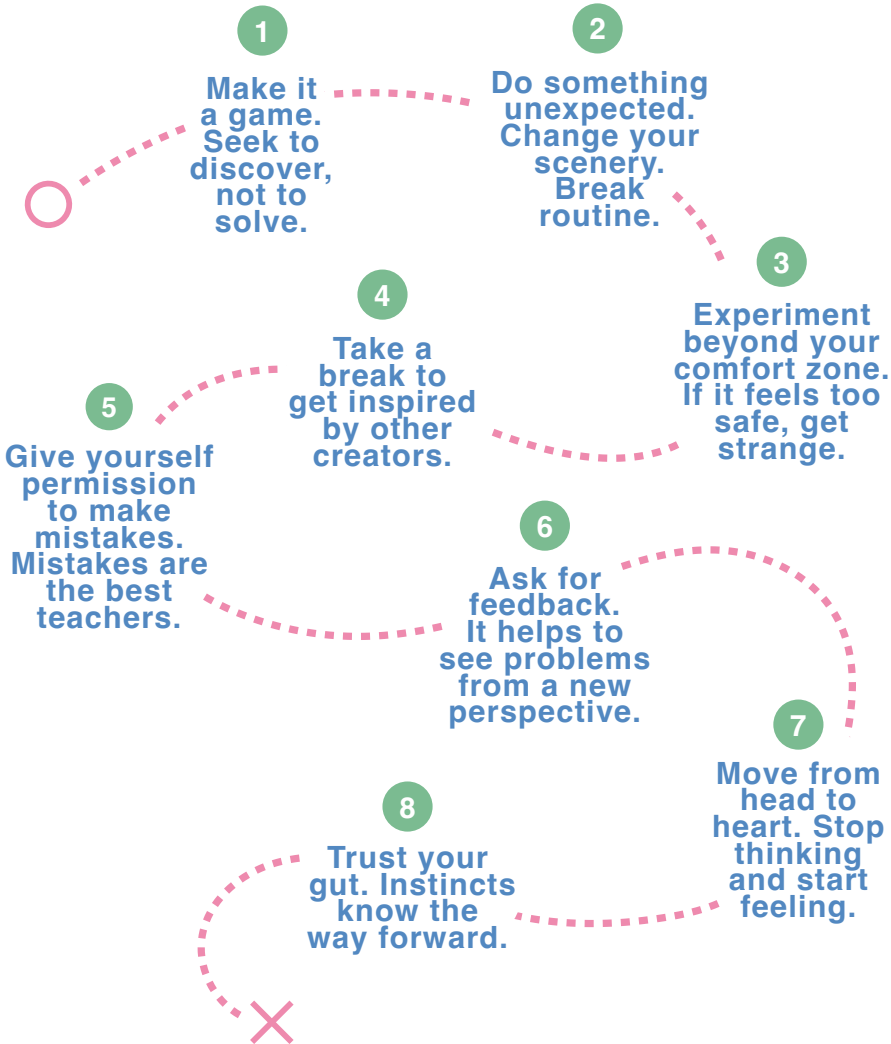 1
Make it
a game.
Seek to
discover,
not to
solve.
2
Do something
unexpected.
Change your
scenery.
Break
routine.
3
Experiment
beyond your
comfort zone.
If it feels too
safe, get
strange.
4
Take a
break to
get inspired
by other
creators.
5
Give yourself
permission
to make
mistakes.
Mistakes are
the best
teachers.
6
Ask for
feedback.
It helps to
see problems
from a new
perspective.
7
Move from
head to
heart. Stop
thinking
and start
feeling.
8
Trust your
gut. Instincts
know the
way forward.